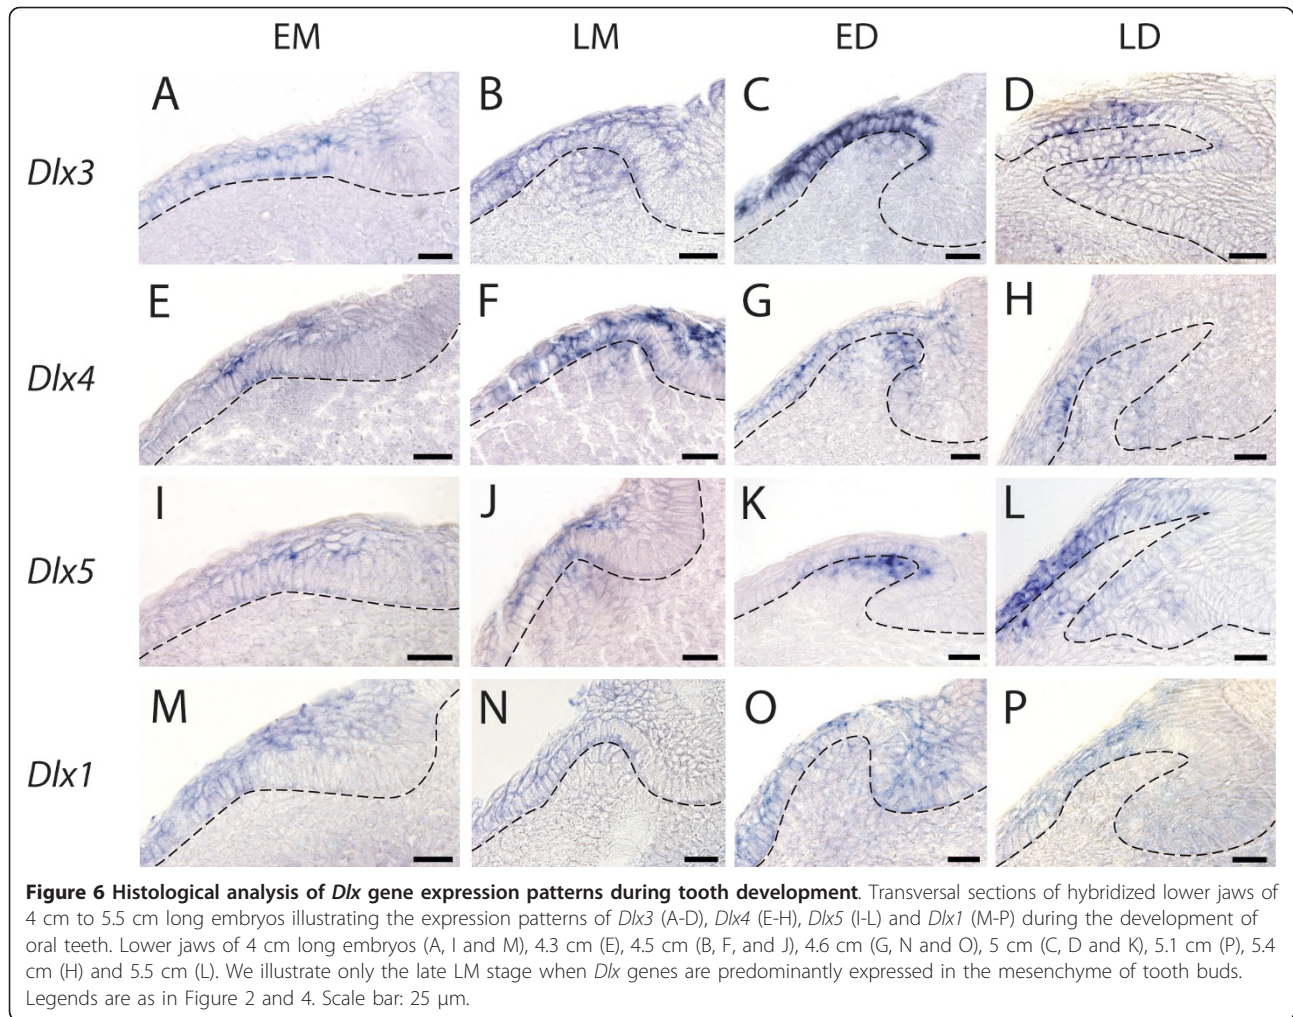 EM LM ED LD
A B C D
Dlx3
E F G H
Dlx4
I J K L
Dlx5
M N O P
Dlx1
Figure 6 Histological analysis of Dlx gene expression patterns during tooth development. Transversal sections of hybridized lower jaws of
4 cm to 5.5 cm long embryos illustrating the expression patterns of Dlx3 (A-D), Dlx4 (E-H), Dlx5 (I-L) and Dlx1 (M-P) during the development of
oral teeth. Lower jaws of 4 cm long embryos (A, I and M), 4.3 cm (E), 4.5 cm (B, F, and J), 4.6 cm (G, N and O), 5 cm (C, D and K), 5.1 cm (P), 5.4
cm (H) and 5.5 cm (L). We illustrate only the late LM stage when Dlx genes are predominantly expressed in the mesenchyme of tooth buds.
Legends are as in Figure 2 and 4. Scale bar: 25 μm.